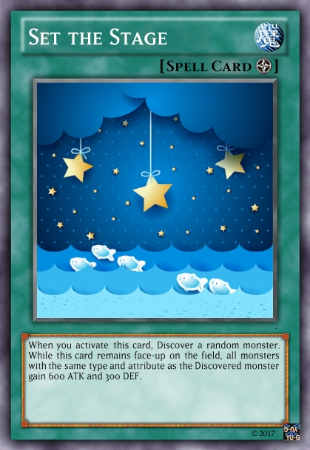 SET THE STAGE
[SPELL CARD]
When you activate this card, Discover a random monster.
While this card remains face-up on the field, all monsters
with the same type and attribute as the Discovered monster
gain 600 ATK and 300 DEF.
©2017